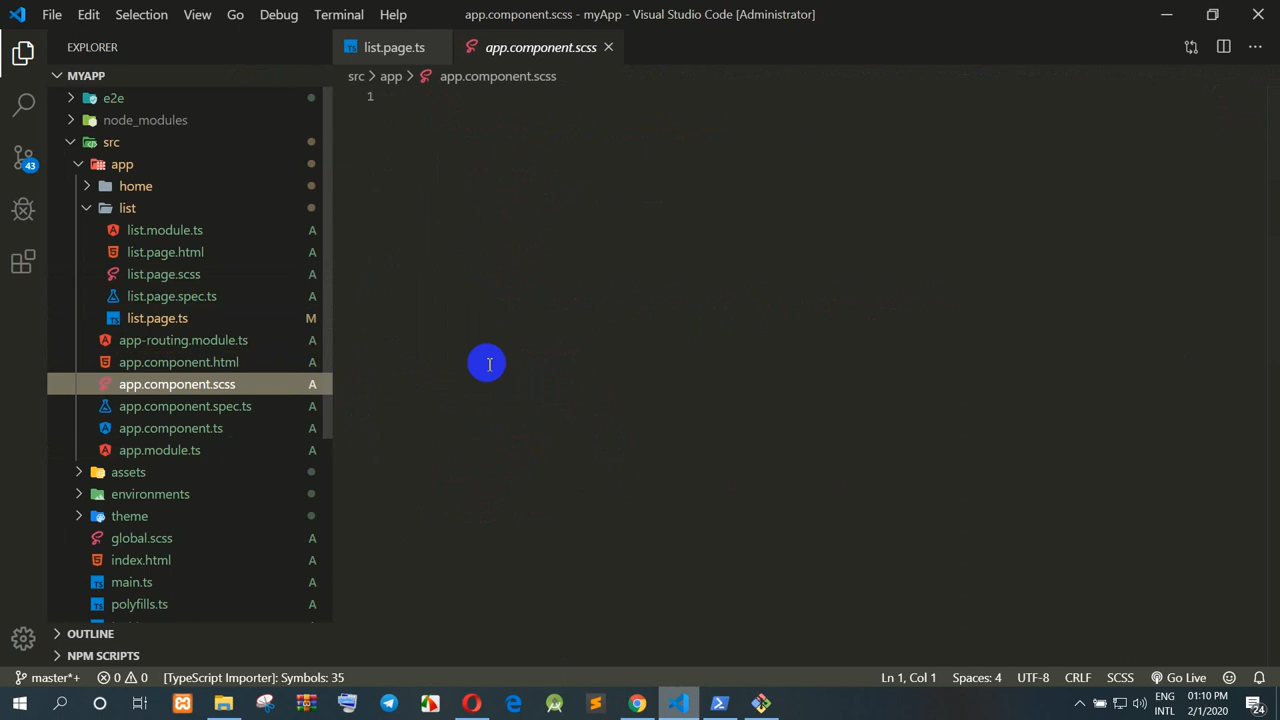 File Edit Selection View Go Debug Terminal Help
app.component.scss - myApp - Visual Studio Code [Administrator]
EXPLORER
list.page.ts
app.component.scss
MYAPP
src app app.component.scss
e2e
1
node_modules
src
app
home
list
list.module.ts A
43
list.page.html A
list.page.scss A
list.page.spec.ts A
list.page.ts M
app-routing.module.ts A
app.component.html A
app.component.scss A
app.component.spec.ts A
app.component.ts A
app.module.ts A
assets
environments
theme
global.scss A
index.html A
main.ts A
polyfills.ts A
OUTLINE
NPM SCRIPTS
master*+ 0 0 [TypeScript Importer]: Symbols: 35 Ln 1, Col 1 Spaces: 4 UTF-8 CRLF SCSS Go Live
ENG 01:10 PM
INTL 2/1/2020
24